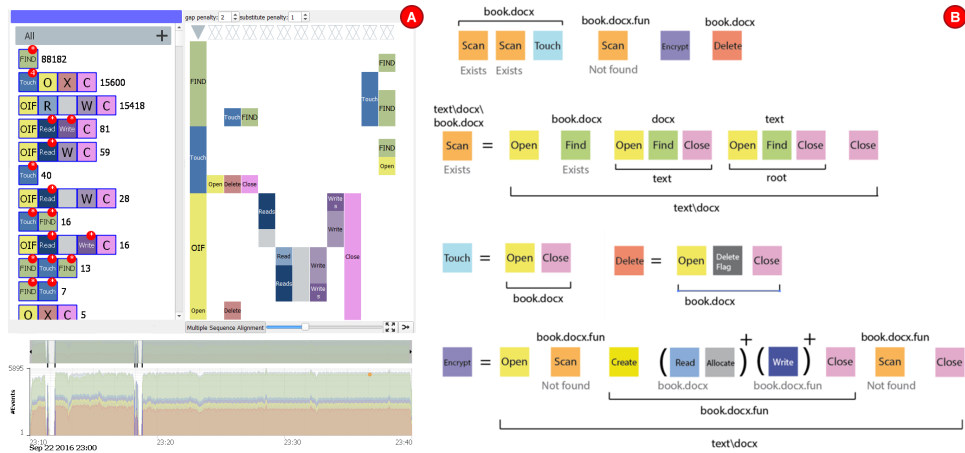 gap penalty: 2 substitute penalty: 1
A
All +
FIND 88182
Touch O X C 15600
OIF R W C 15418
OIF Read Write C 81
OIF Read W C 59
Touch 40
OIF Read W C 28
Touch FIND 16
OIF Read Write C 16
FIND Touch FIND 13
FIND Touch 7
O X C 5
FIND
Touch
OIF
Open
Touch FIND
Open Delete Close
Delete
Reads
Read
Reads
Write
Write
Write
Write
Close
Touch
FIND
FIND
FIND
Open
Multiple Sequence Alignment
5895
#Events
1
23:10 23:20 23:30 23:40
Sep 22 2016 23:00
B
book.docx book.docx.fun book.docx
Scan Scan Touch Scan Encrypt Delete
Exists Exists Not found
text\docx\
book.docx book.docx docx text
Scan = Open Find Open Find Close Open Find Close Close
Exists Exists text root
text\docx
Touch = Open Close Delete = Open Delete Flag Close
book.docx book.docx
book.docx.fun book.docx.fun
Encrypt = Open Scan Create (Read Allocate)+ (Write)+ Close Scan Close
Not found book.docx book.docx.fun Not found
book.docx.fun
text\docx